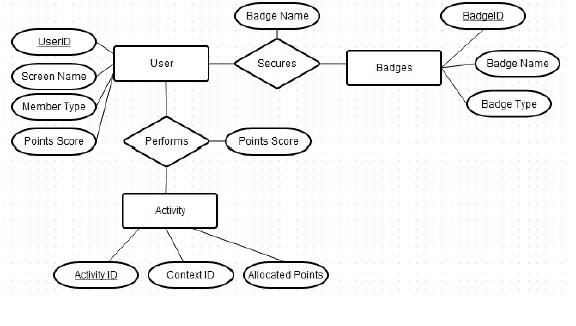 Badge Name
BadgeID
UserID
User
Secures
Badges
Badge Name
Screen Name
Member Type
Badge Type
Points Score
Performs
Points Score
Activity
Activity ID
Context ID
Allocated Points